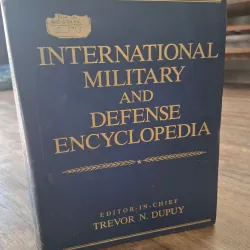 INTERNATIONAL
MILITARY
AND
DEFENSE
ENCYCLOPEDIA
EDITOR-IN-CHIEF
TREVOR N. DUPUY